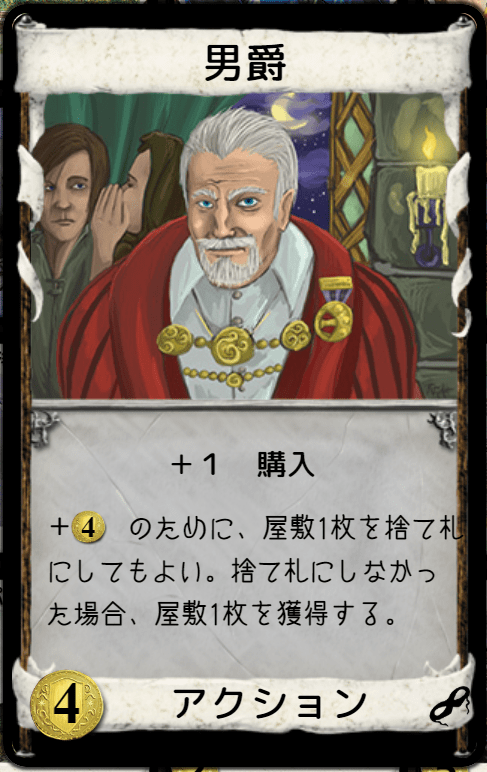 男爵
+1 購入
+4 のために、屋敷1枚を捨て札
にしてもよい。捨て札にしなかっ
た場合、屋敷1枚を獲得する。
4 アクション